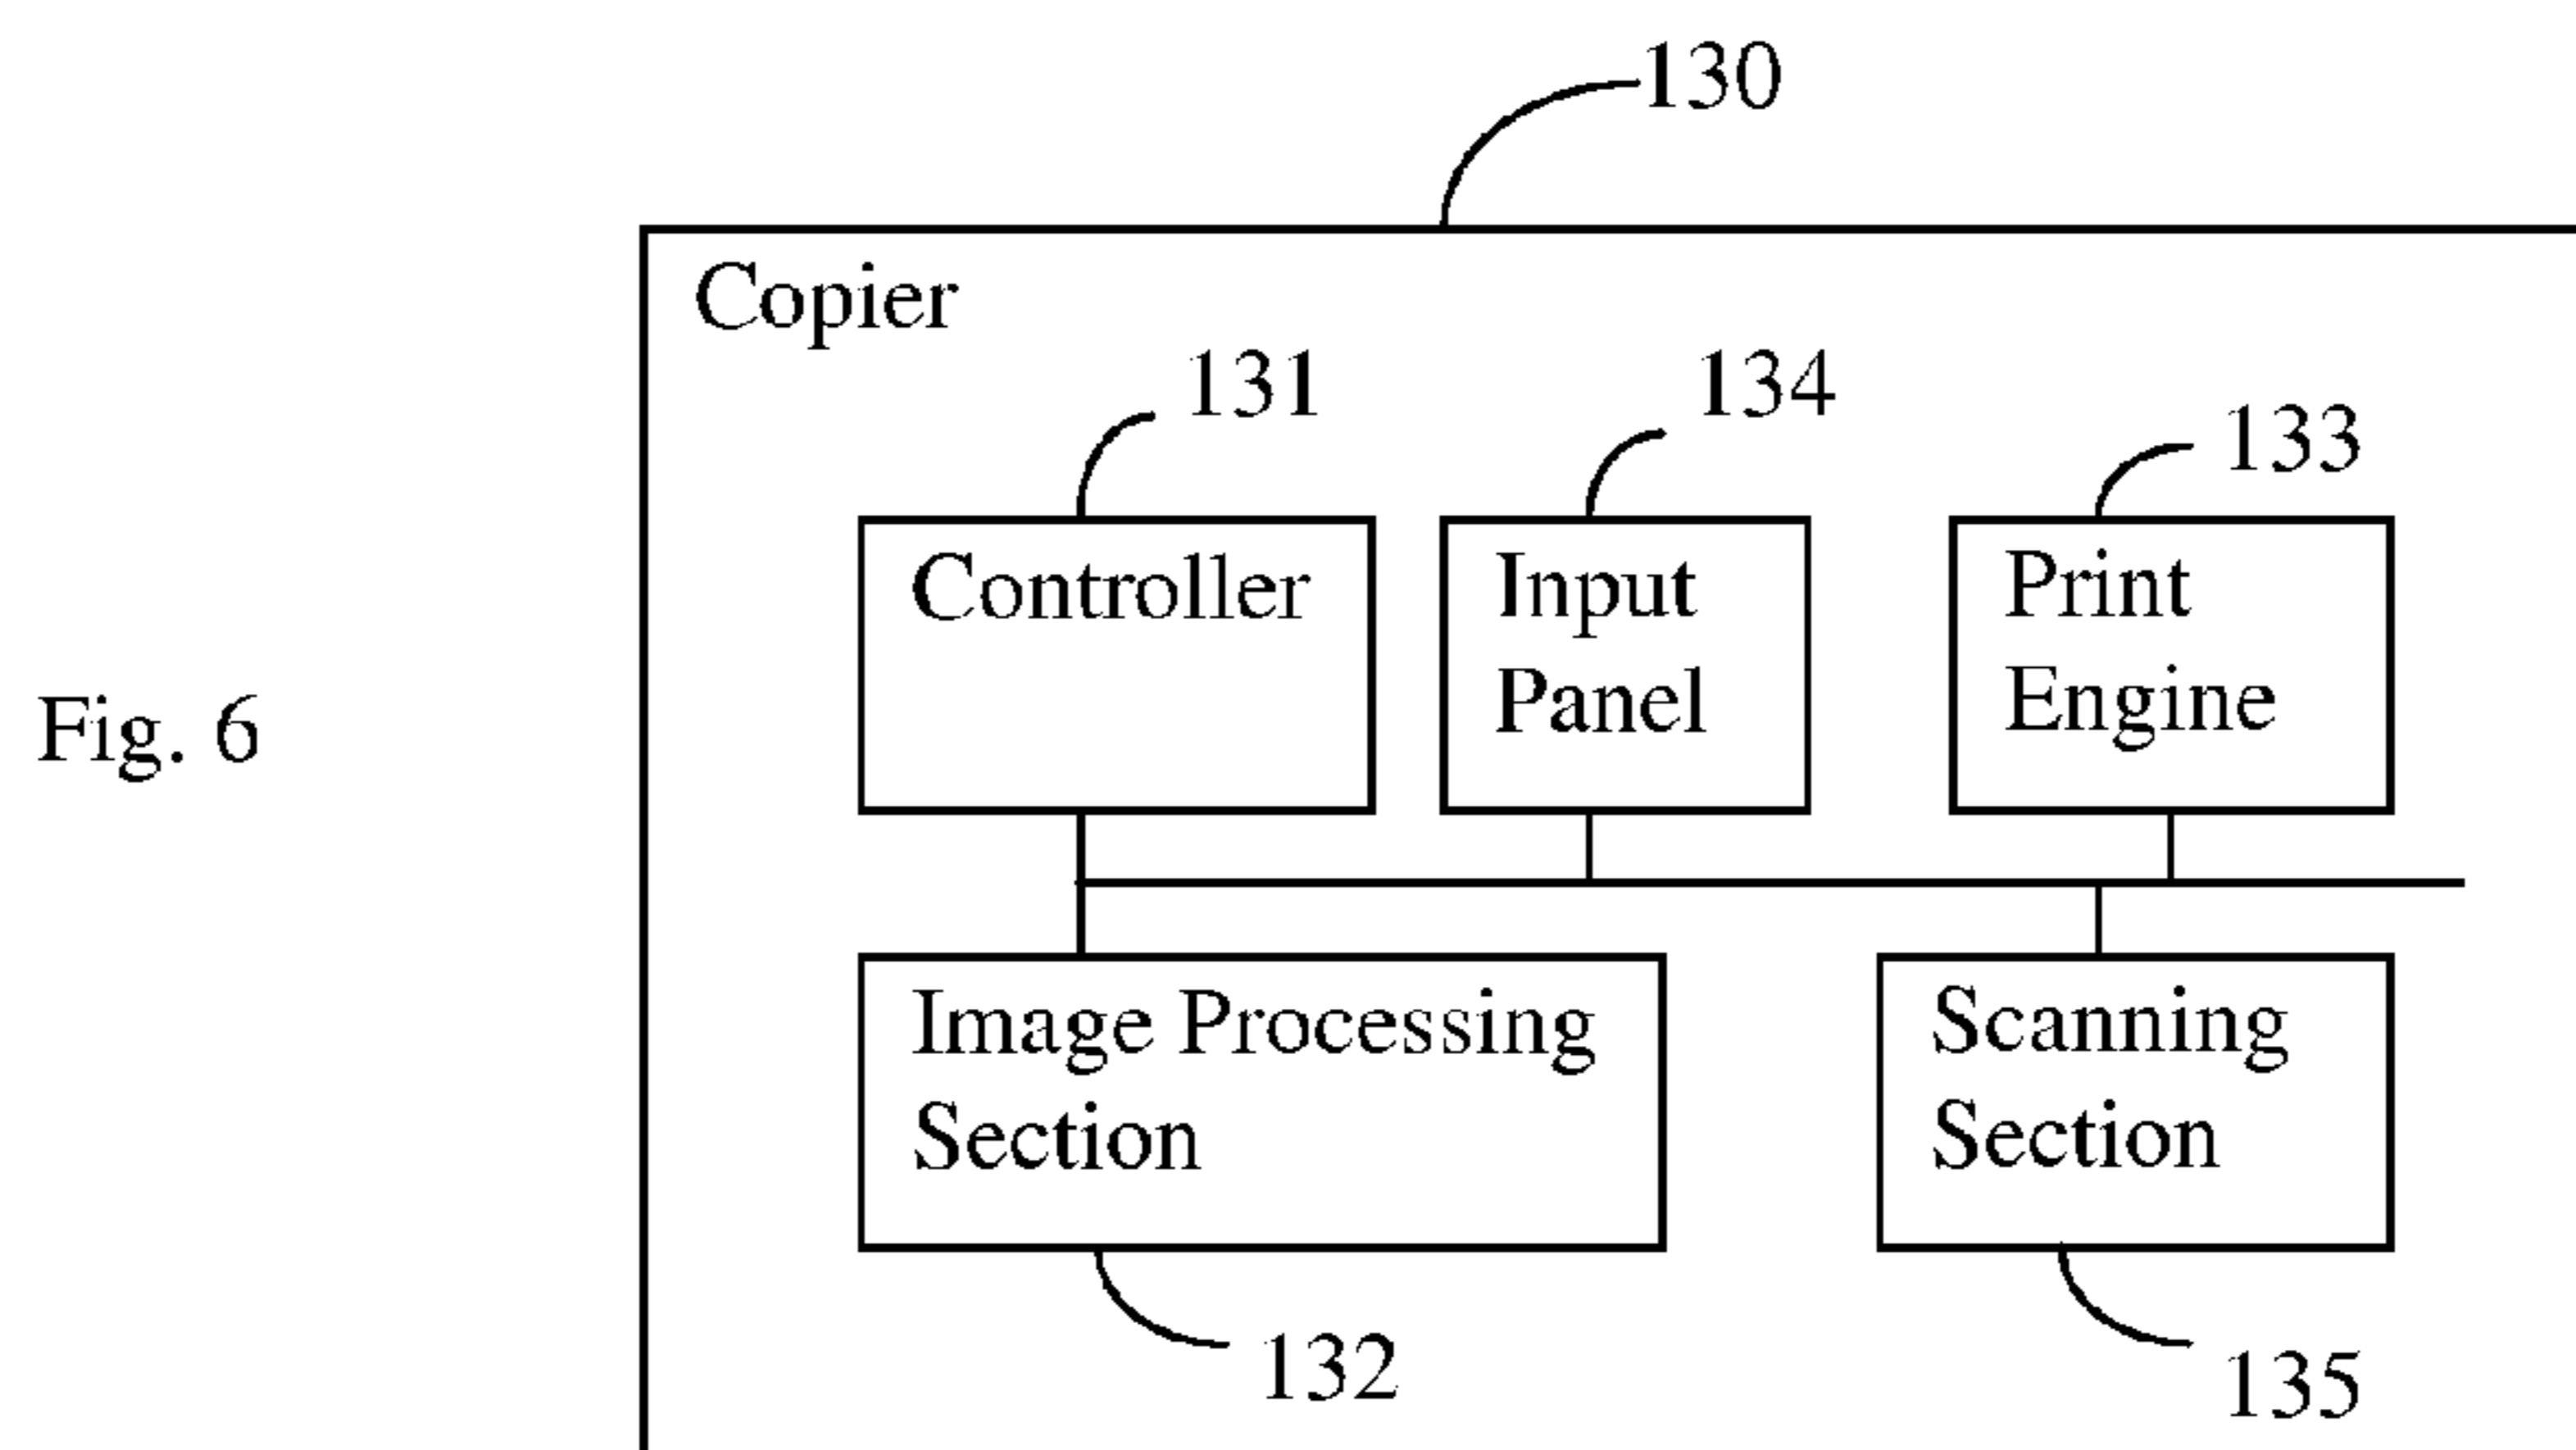 130
Copier
131
134
133
Controller
Input
Panel
Print
Engine
Fig. 6
Image Processing
Section
Scanning
Section
132
135